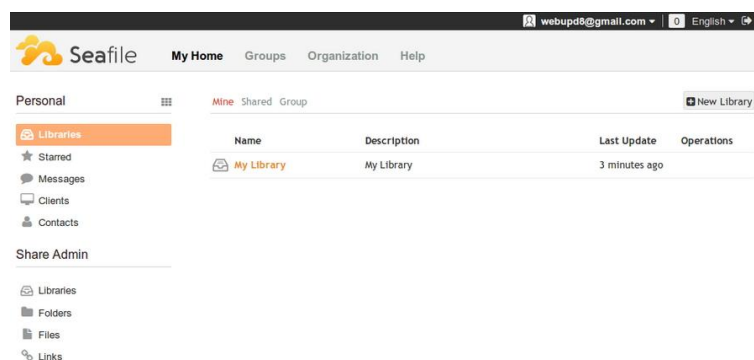 webupd8@gmail.com 0 English
Seafile My Home Groups Organization Help
Personal
Libraries
Starred
Messages
Clients
Contacts
Share Admin
Libraries
Folders
Files
Links
Mine Shared Group
New Library
Name Description Last Update Operations
My Library My Library 3 minutes ago